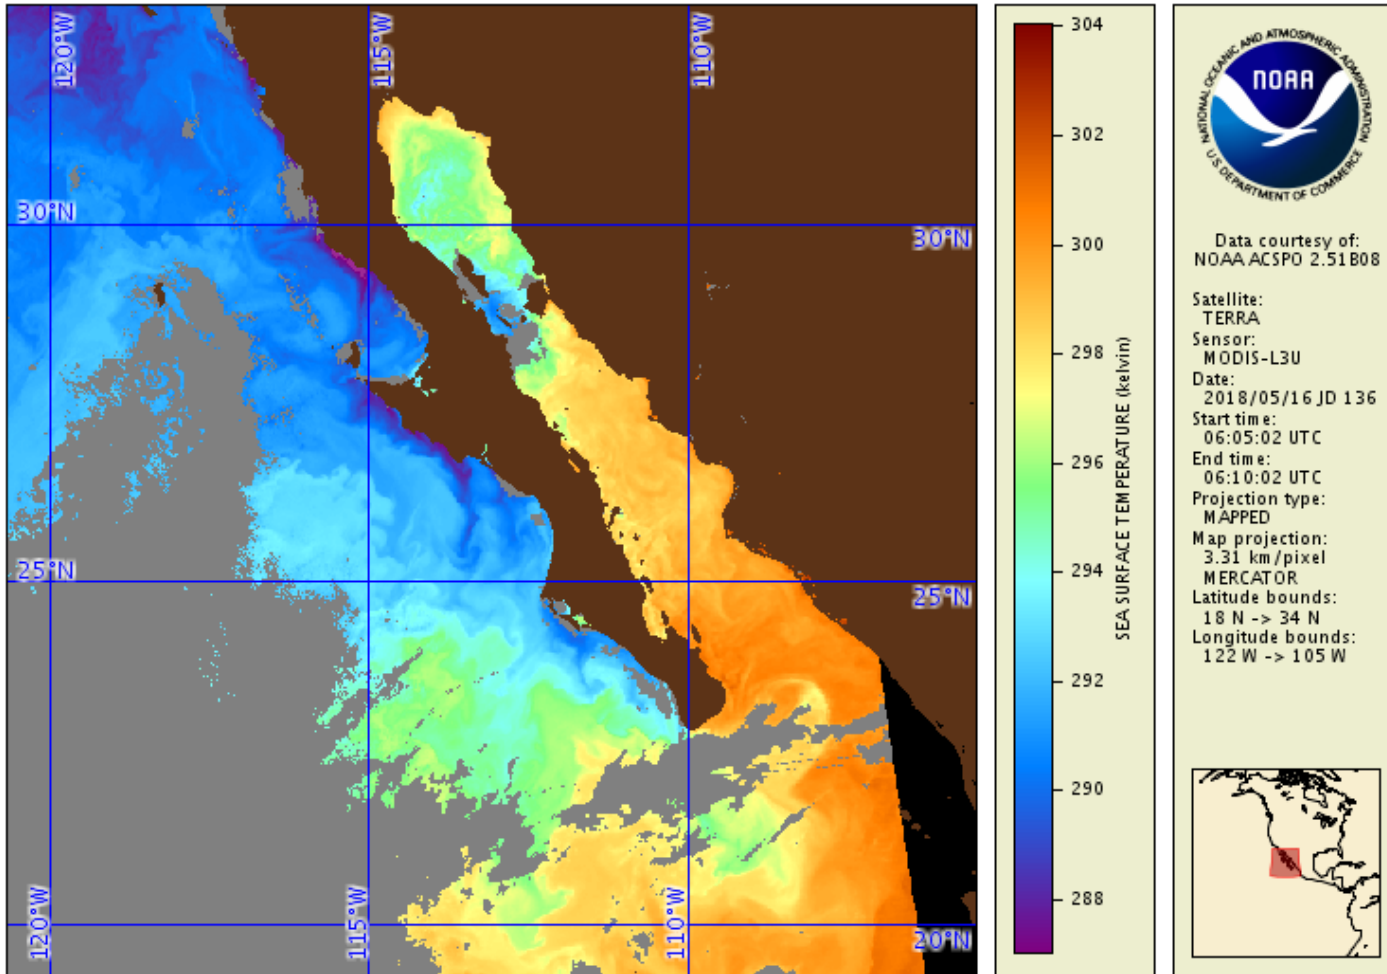 120°W
115°W
110°W
30°N
30°N
25°N
25°N
120°W
115°W
110°W
20°N
304
302
300
298
296
294
292
290
288
SEA SURFACE TEMPERATURE (kelvin)
NATIONAL OCEANIC AND ATMOSPHERIC ADMINISTRATION
NOAA
U.S. DEPARTMENT OF COMMERCE
Data courtesy of:
NOAA ACSPO 2.51B08
Satellite:
TERRA
Sensor:
MODIS-L3U
Date:
2018/05/16 JD 136
Start time:
06:05:02 UTC
End time:
06:10:02 UTC
Projection type:
MAPPED
Map projection:
3.31 km/pixel
MERCATOR
Latitude bounds:
18 N -> 34 N
Longitude bounds:
122 W -> 105 W